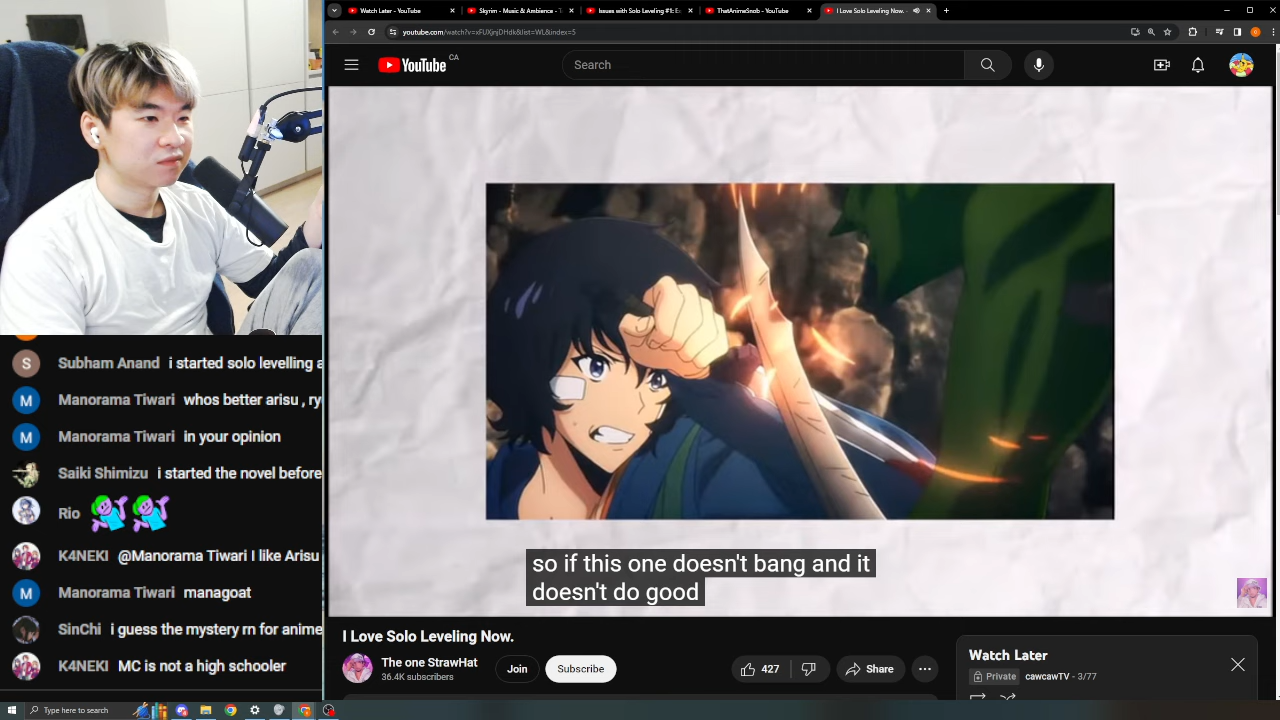 Watch Later - YouTube
Skyrim - Music & Ambience - T
Issues with Solo Leveling #1: E
ThatAnimeSnob - YouTube
I Love Solo Leveling Now. -
youtube.com/watch?v=xFUXjnjDHdk&list=WL&index=5
YouTube CA
Search
so if this one doesn't bang and it
doesn't do good
S Subham Anand i started solo levelling a
M Manorama Tiwari whos better arisu , ry
M Manorama Tiwari in your opinion
Saiki Shimizu i started the novel before
Rio
K4NEKI @Manorama Tiwari I like Arisu
M Manorama Tiwari managoat
SinChi i guess the mystery rn for anime
K4NEKI MC is not a high schooler
I Love Solo Leveling Now.
The one StrawHat
36.4K subscribers
Join
Subscribe
427
Share
Watch Later
Private cawcawTV - 3/77
Type here to search